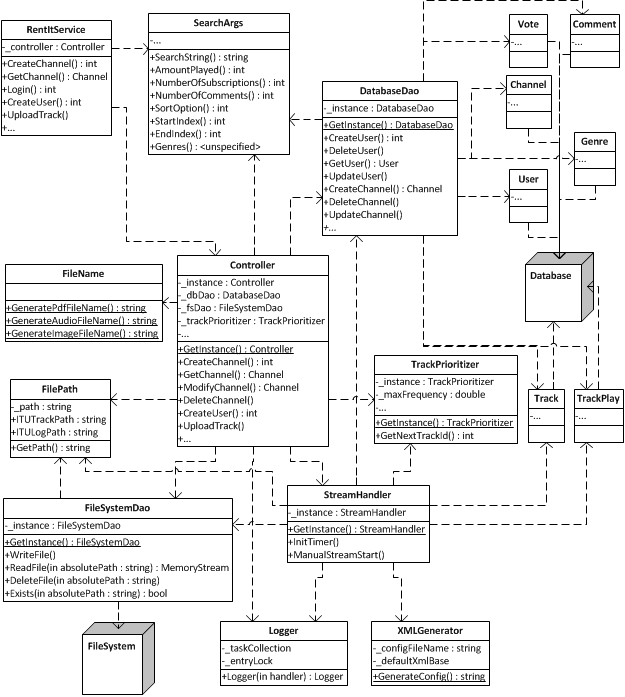 RentItService
-_controller : Controller
+CreateChannel() : int
+GetChannel() : Channel
+Login() : int
+CreateUser() : int
+UploadTrack()
+...
SearchArgs
-...
+SearchString() : string
+AmountPlayed() : int
+NumberOfSubscriptions() : int
+NumberOfComments() : int
+SortOption() : int
+StartIndex() : int
+EndIndex() : int
+Genres() : <unspecified>
DatabaseDao
-_instance : DatabaseDao
+GetInstance() : DatabaseDao
+CreateUser() : int
+DeleteUser()
+GetUser() : User
+UpdateUser()
+CreateChannel() : Channel
+DeleteChannel()
+UpdateChannel()
+...
Vote
-...
Comment
-...
Channel
-...
Genre
-...
User
-...
Database
FileName
+GeneratePdfFileName() : string
+GenerateAudioFileName() : string
+GenerateImageFileName() : string
Controller
-_instance : Controller
-_dbDao : DatabaseDao
-_fsDao : FileSystemDao
-_trackPrioritizer : TrackPrioritizer
-...
+GetInstance() : Controller
+CreateChannel() : int
+GetChannel() : Channel
+ModifyChannel() : Channel
+DeleteChannel()
+CreateUser() : int
+UploadTrack()
+...
FilePath
-_path : string
+ITUTrackPath : string
+ITULogPath : string
+GetPath() : string
TrackPrioritizer
-_instance : TrackPrioritizer
-_maxFrequency : double
-...
+GetInstance() : TrackPrioritizer
+GetNextTrackId() : int
Track
-...
TrackPlay
-...
FileSystemDao
-_instance : FileSystemDao
+GetInstance() : FileSystemDao
+WriteFile()
+ReadFile(in absolutePath : string) : MemoryStream
+DeleteFile(in absolutePath : string)
+Exists(in absolutePath : string) : bool
StreamHandler
-_instance : StreamHandler
+GetInstance() : StreamHandler
+InitTimer()
+ManualStreamStart()
FileSystem
Logger
-_taskCollection
-_entryLock
+Logger(in handler) : Logger
XMLGenerator
-_configFileName : string
-_defaultXmlBase
+GenerateConfig() : string